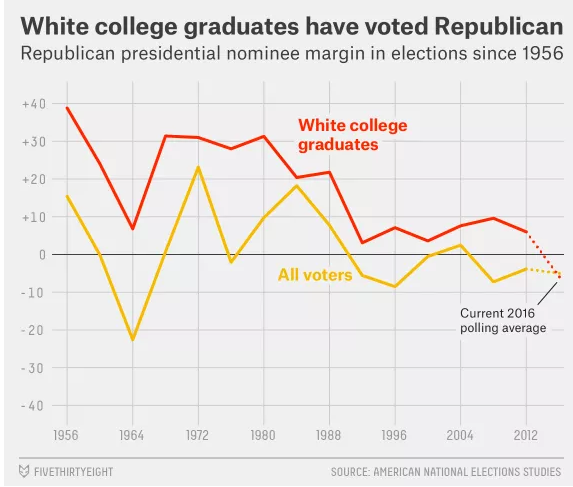 White college graduates have voted Republican
Republican presidential nominee margin in elections since 1956
+40
+30
+20
+10
0
-10
-20
-30
-40
White college
graduates
All voters
Current 2016
polling average
1956
1964
1972
1980
1988
1996
2004
2012
FIVETHIRTYEIGHT
SOURCE: AMERICAN NATIONAL ELECTIONS STUDIES